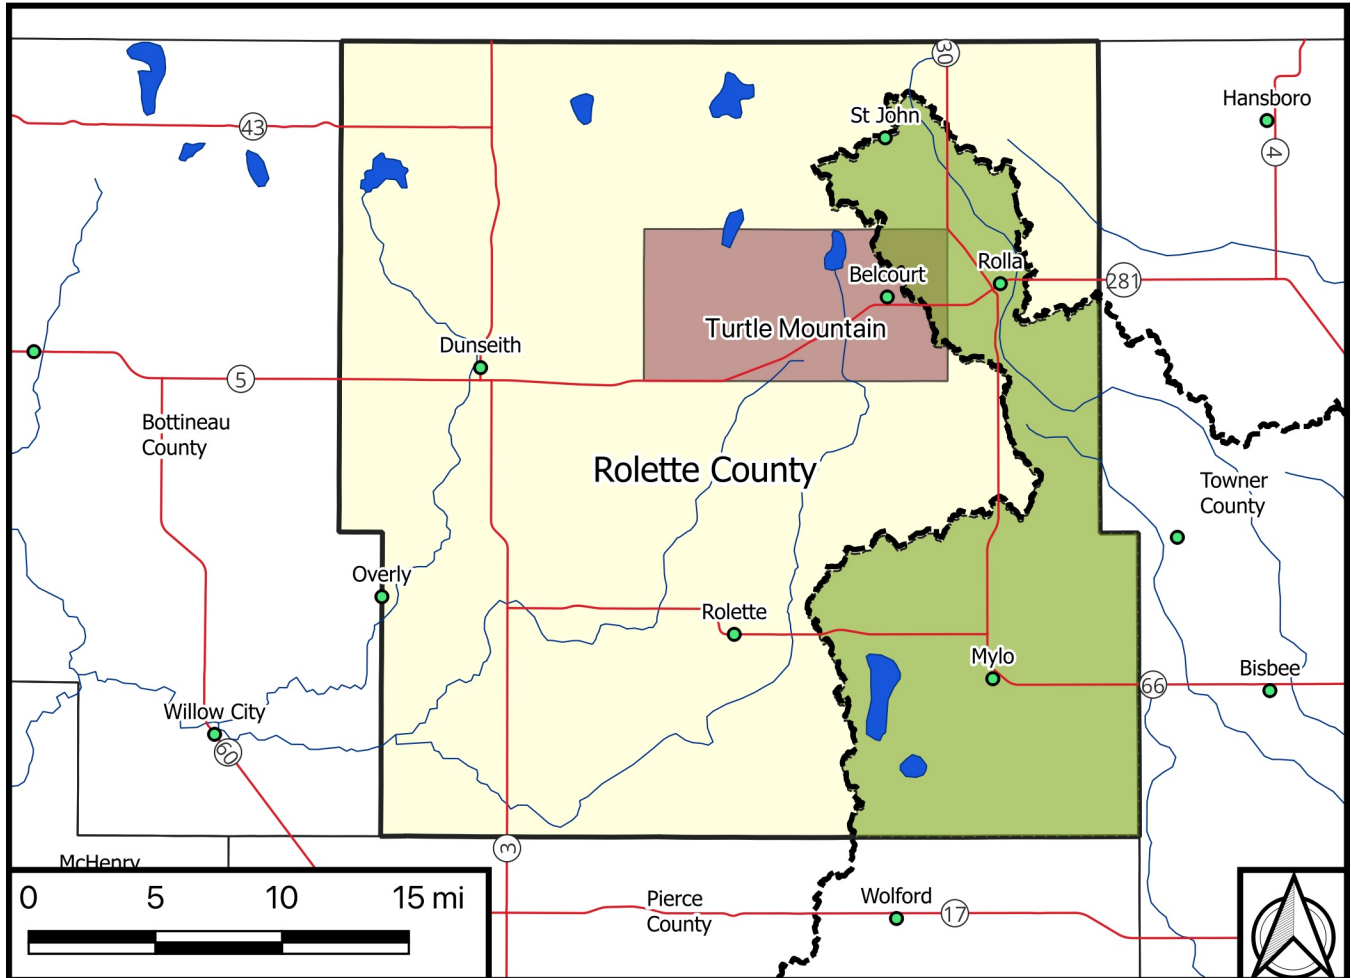 30
Hansboro
St John
43
4
Belcourt
Rolla
281
Turtle Mountain
Dunseith
5
Bottineau
County
Rolette County
Towner
County
Overly
Rolette
Mylo
Bisbee
66
Willow City
60
3
McHenry
0 5 10 15 mi
Pierce
County
Wolford
17